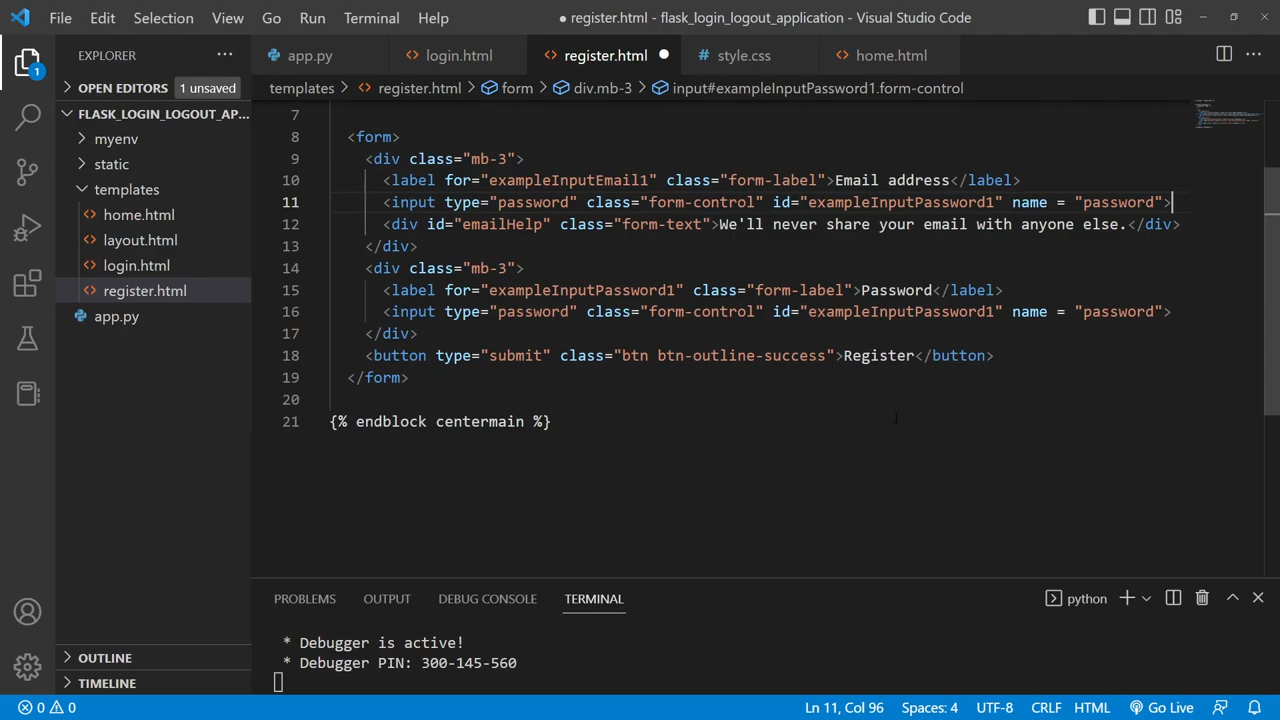 File Edit Selection View Go Run Terminal Help ● register.html - flask_login_logout_application - Visual Studio Code
EXPLORER ...
app.py login.html register.html style.css home.html ...
OPEN EDITORS 1 unsaved
templates > register.html > form > div.mb-3 > input#exampleInputPassword1.form-control
1
FLASK_LOGIN_LOGOUT_AP...
myenv
static
templates
home.html
layout.html
login.html
register.html
app.py
7
8 <form>
9 <div class="mb-3">
10 <label for="exampleInputEmail1" class="form-label">Email address</label>
11 <input type="password" class="form-control" id="exampleInputPassword1" name = "password">
12 <div id="emailHelp" class="form-text">We'll never share your email with anyone else.</div>
13 </div>
14 <div class="mb-3">
15 <label for="exampleInputPassword1" class="form-label">Password</label>
16 <input type="password" class="form-control" id="exampleInputPassword1" name = "password">
17 </div>
18 <button type="submit" class="btn btn-outline-success">Register</button>
19 </form>
20
21 {% endblock centermain %}
PROBLEMS OUTPUT DEBUG CONSOLE TERMINAL python
* Debugger is active!
* Debugger PIN: 300-145-560
OUTLINE
TIMELINE
0 0 Ln 11, Col 96 Spaces: 4 UTF-8 CRLF HTML Go Live